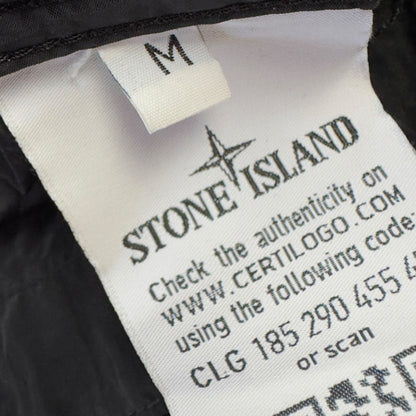 M
STONE ISLAND
Check the authenticity on
WWW.CERTILOGO.COM
using the following code
CLG 185 290 455
or scan